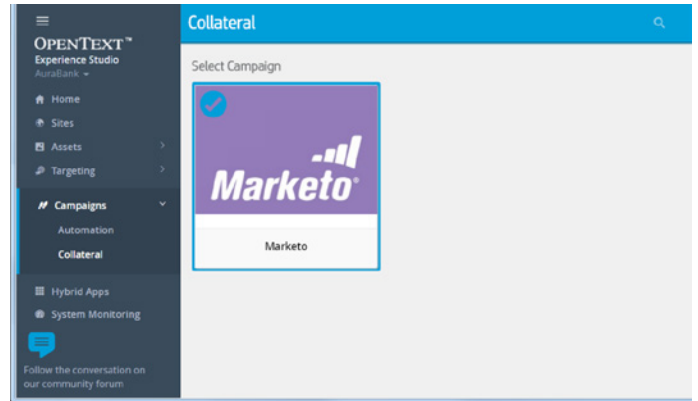 OPENTEXT™
Experience Studio
AuraBank
Home
Sites
Assets
Targeting
Campaigns
Automation
Collateral
Hybrid Apps
System Monitoring
Follow the conversation on
our community forum
Collateral
Select Campaign
Marketo
Marketo